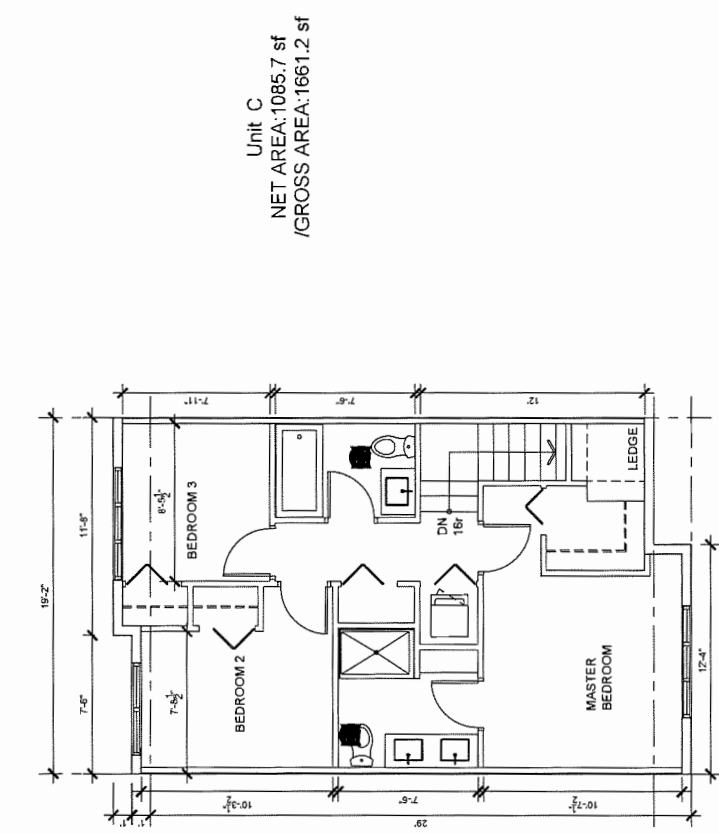 Unit C
NET AREA:1085.7 sf
/GROSS AREA:1661.2 sf
19'-2"
7'-6"
11'-8"
7'-8½"
8'-5½"
BEDROOM 3
BEDROOM 2
DN
16r
LEDGE
MASTER
BEDROOM
12'-4"
7'-11"
7'-6"
12'
1'
1'
10'-3½"
7'-6"
10'-7½"
29'